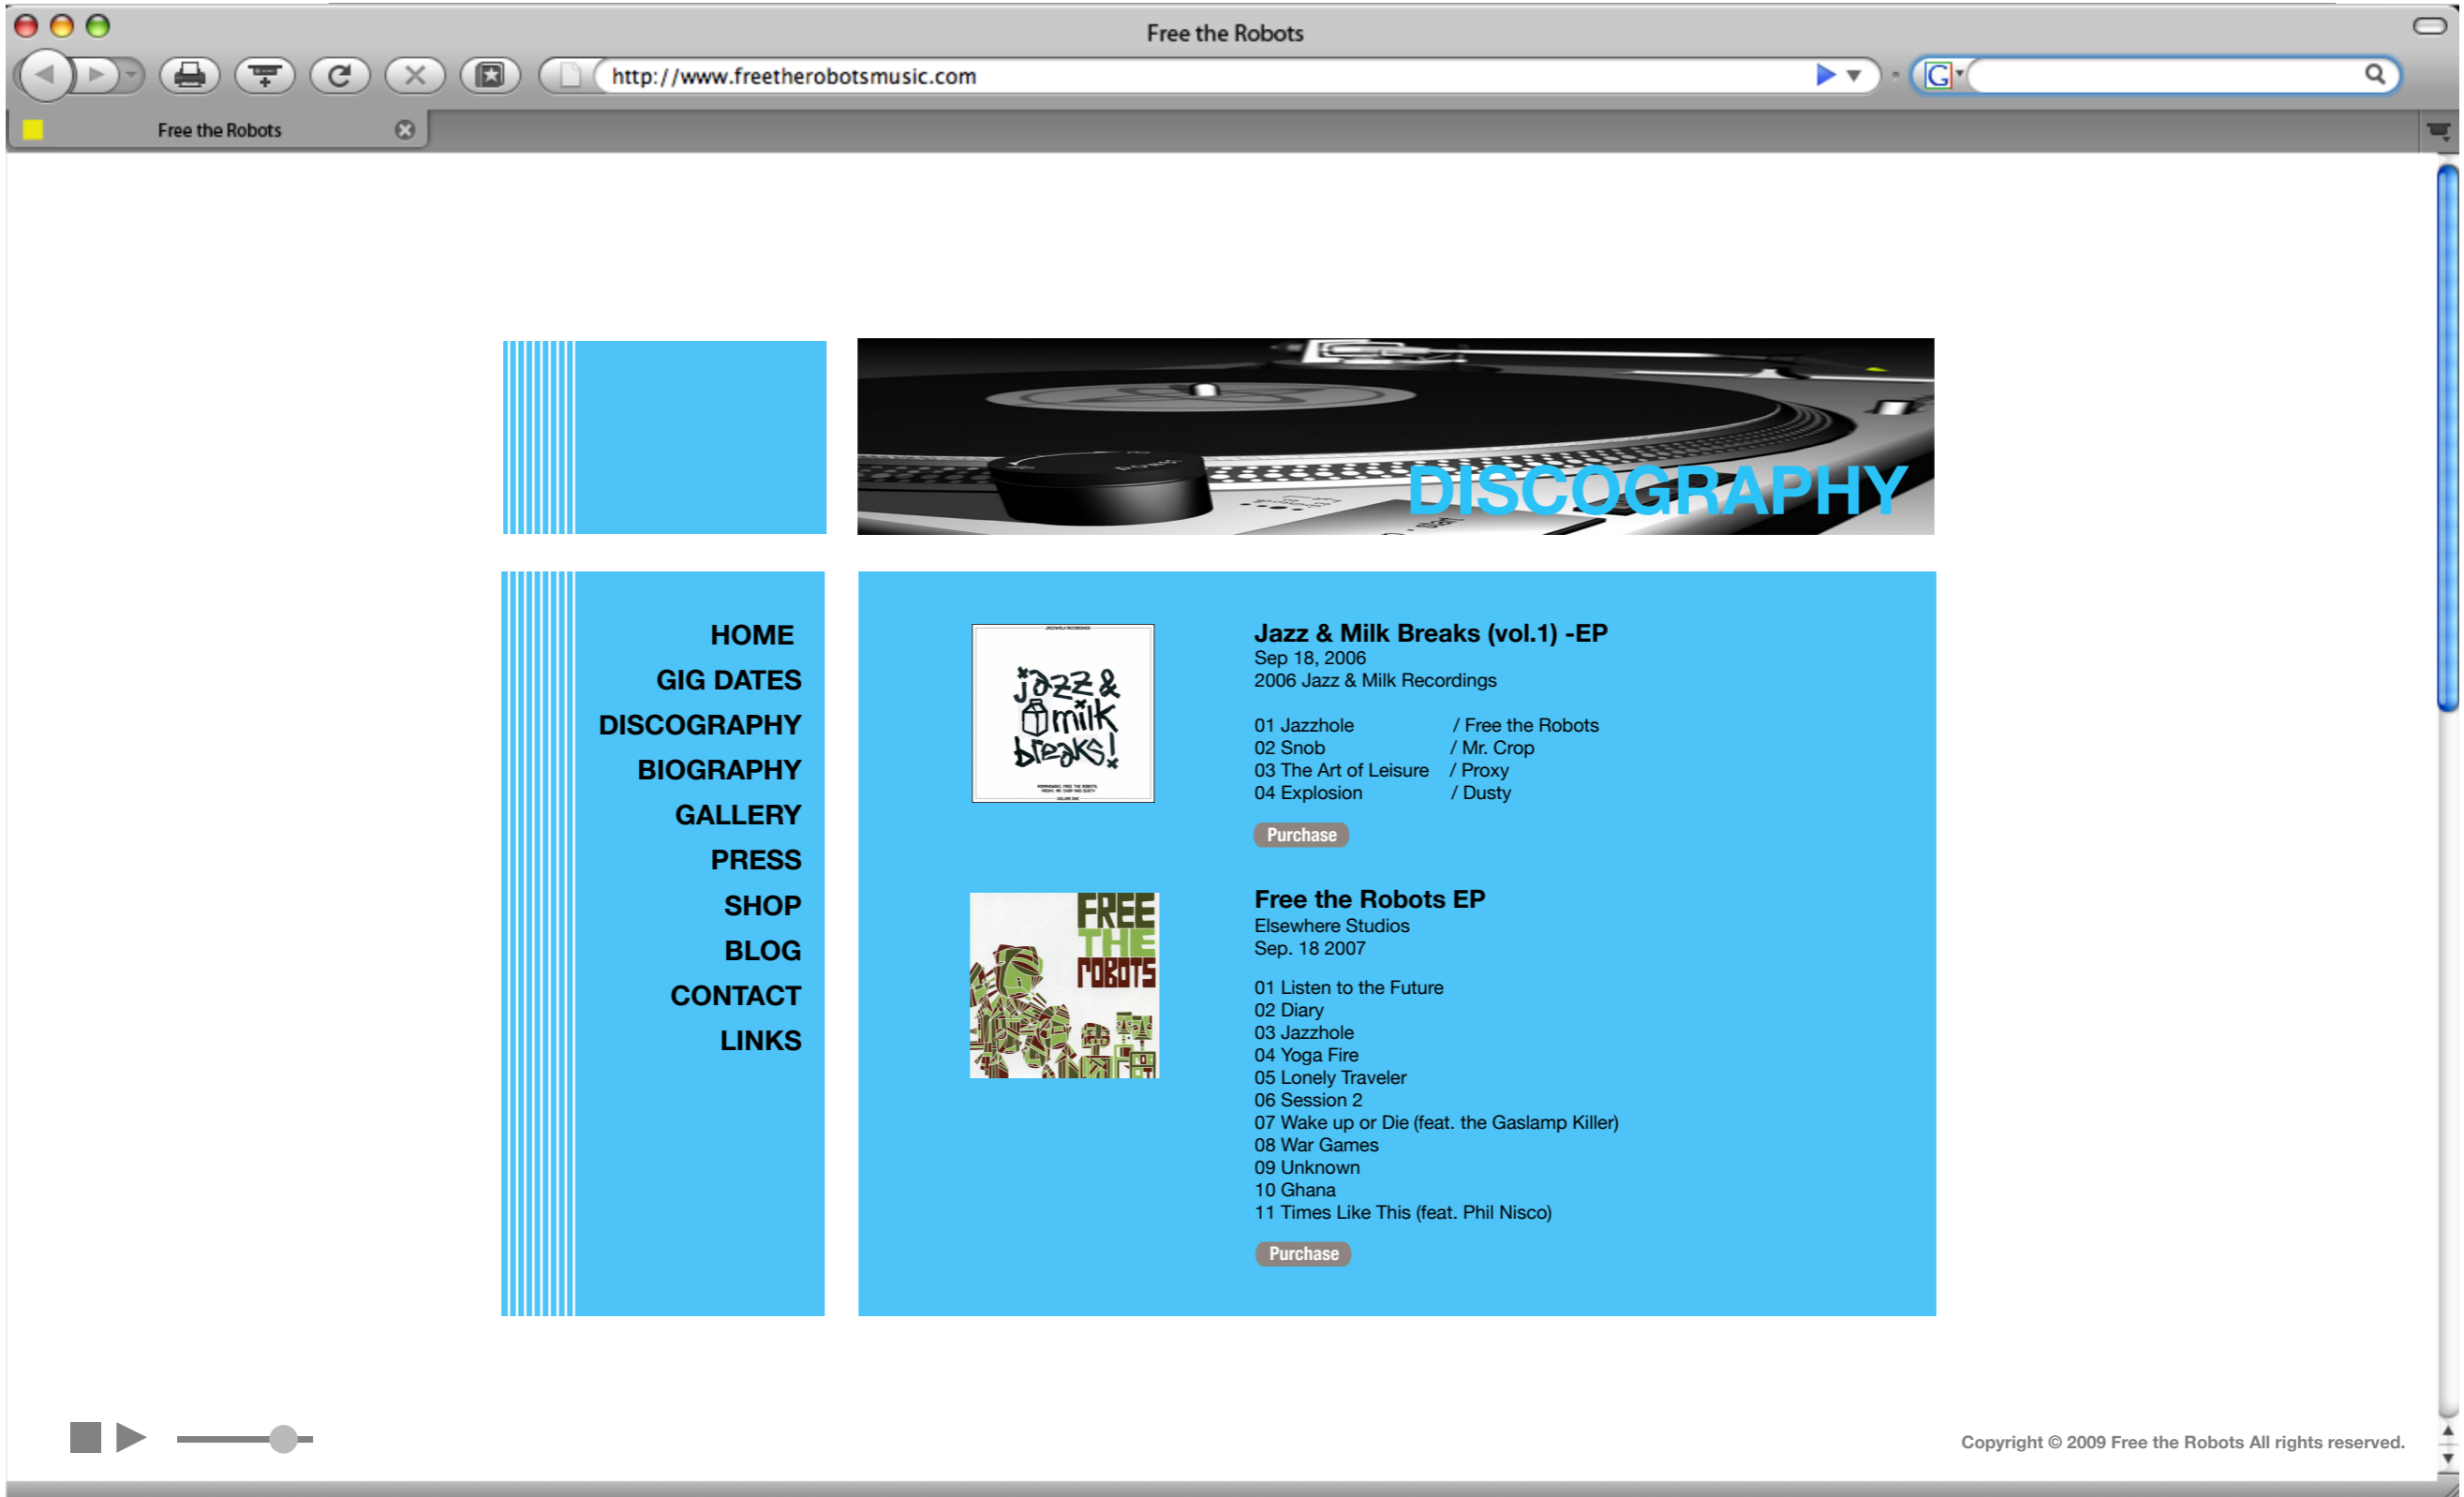 Free the Robots
http://www.freetherobotsmusic.com
Free the Robots
DISCOGRAPHY
start
HOME
GIG DATES
DISCOGRAPHY
BIOGRAPHY
GALLERY
PRESS
SHOP
BLOG
CONTACT
LINKS
jazz &
milk
breaks!
VOLUME ONE
Jazz & Milk Breaks (vol.1) -EP
Sep 18, 2006
2006 Jazz & Milk Recordings
01 Jazzhole / Free the Robots
02 Snob / Mr. Crop
03 The Art of Leisure / Proxy
04 Explosion / Dusty
Purchase
FREE
THE
ROBOTS
Free the Robots EP
Elsewhere Studios
Sep. 18 2007
01 Listen to the Future
02 Diary
03 Jazzhole
04 Yoga Fire
05 Lonely Traveler
06 Session 2
07 Wake up or Die (feat. the Gaslamp Killer)
08 War Games
09 Unknown
10 Ghana
11 Times Like This (feat. Phil Nisco)
Purchase
Copyright © 2009 Free the Robots All rights reserved.